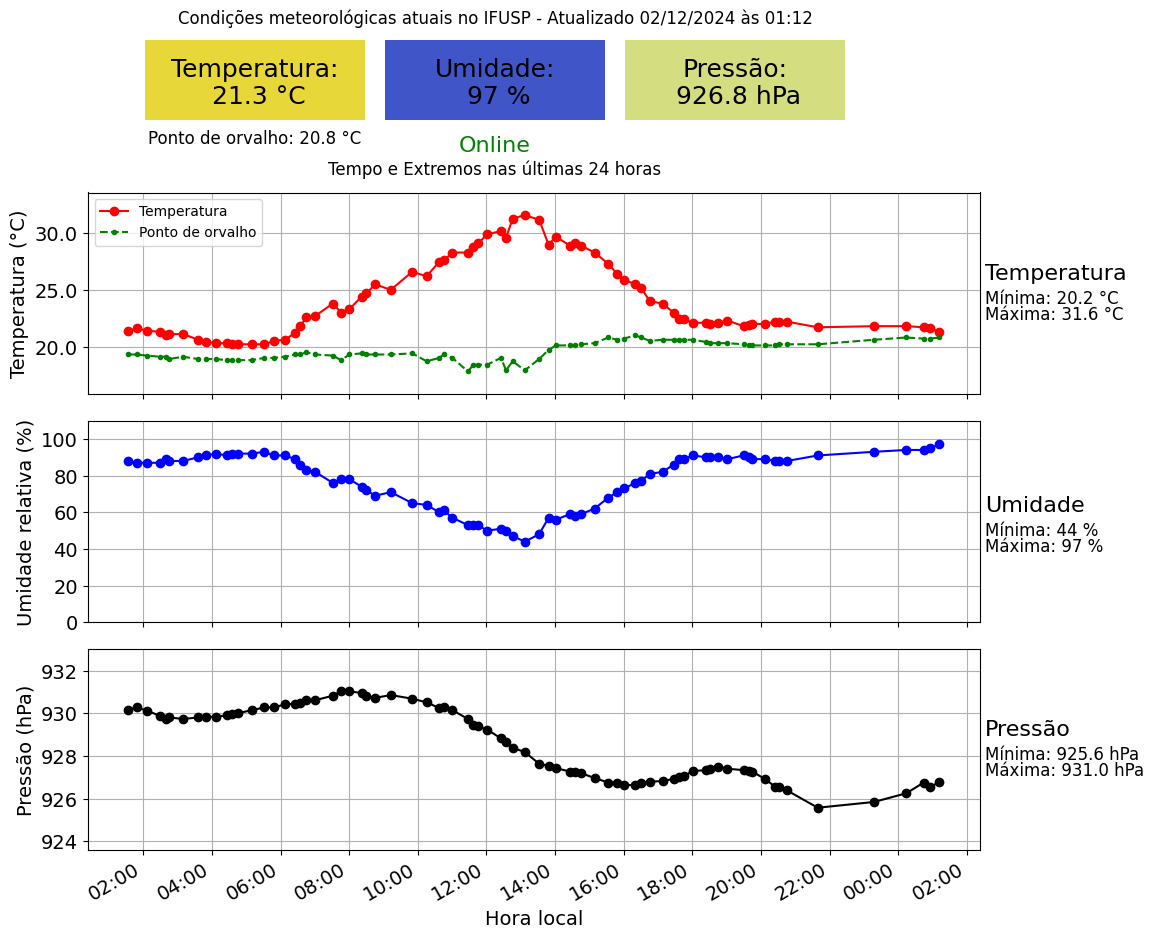 Condições meteorológicas atuais no IFUSP - Atualizado 02/12/2024 às 01:12
Temperatura:
21.3 °C
Umidade:
97 %
Pressão:
926.8 hPa
Ponto de orvalho: 20.8 °C
Online
Tempo e Extremos nas últimas 24 horas
Temperatura (°C)
30.0
25.0
20.0
Temperatura
Ponto de orvalho
Temperatura
Mínima: 20.2 °C
Máxima: 31.6 °C
Umidade relativa (%)
100
80
60
40
20
0
Umidade
Mínima: 44 %
Máxima: 97 %
Pressão (hPa)
932
930
928
926
924
Pressão
Mínima: 925.6 hPa
Máxima: 931.0 hPa
02:00 04:00 06:00 08:00 10:00 12:00 14:00 16:00 18:00 20:00 22:00 00:00 02:00
Hora local